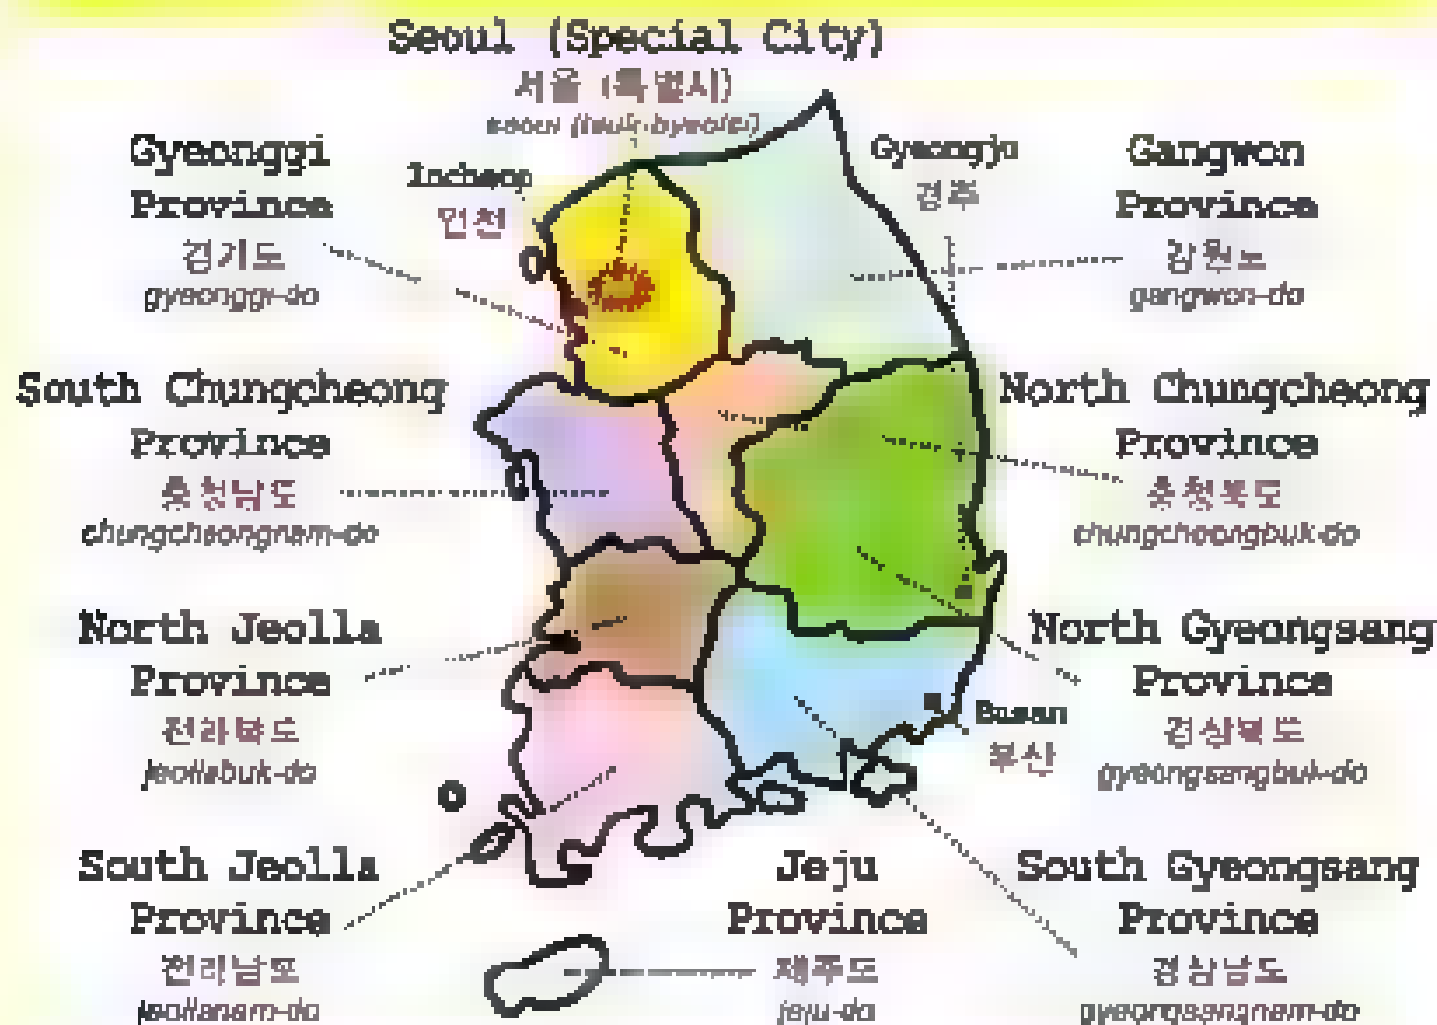 Seoul (Special City)
서울 (특별시)
Gyeonggi
Province
경기도
gyeonggi-do
Incheon
인천
Gyeongju
경주
Gangwon
Province
강원도
gangwon-do
South Chungcheong
Province
충청남도
chungcheongnam-do
North Chungcheong
Province
충청북도
chungcheongbuk-do
North Jeolla
Province
전라북도
jeollabuk-do
North Gyeongsang
Province
경상북도
gyeongsangbuk-do
Busan
부산
South Jeolla
Province
전라남도
jeollanam-do
Jeju
Province
제주도
jeju-do
South Gyeongsang
Province
경상남도
gyeongsangnam-do